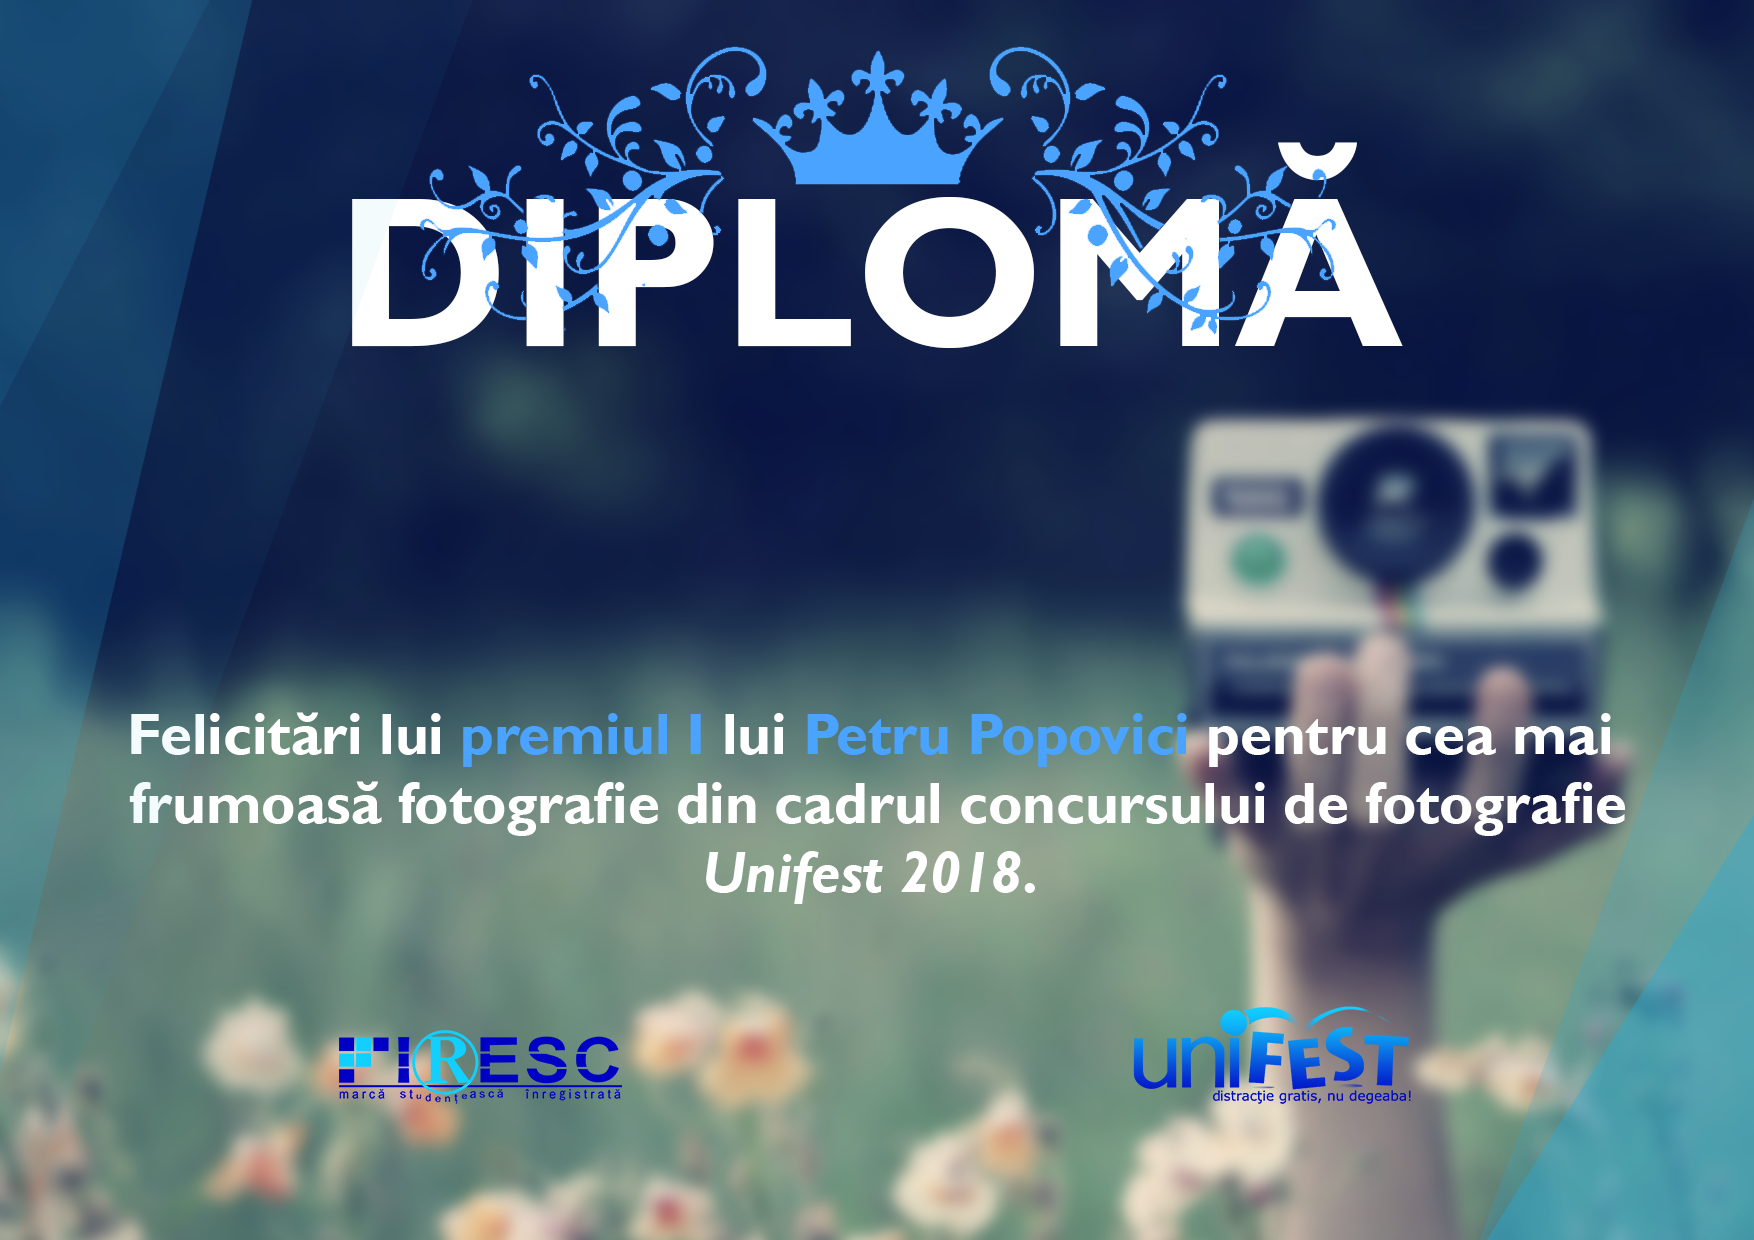 DIPLOMĂ
Felicitări lui premiul I lui Petru Popovici pentru cea mai
frumoasă fotografie din cadrul concursului de fotografie
Unifest 2018.
FIRESC
marcă studențească înregistrată
uniFEST
distracţie gratis, nu degeaba!